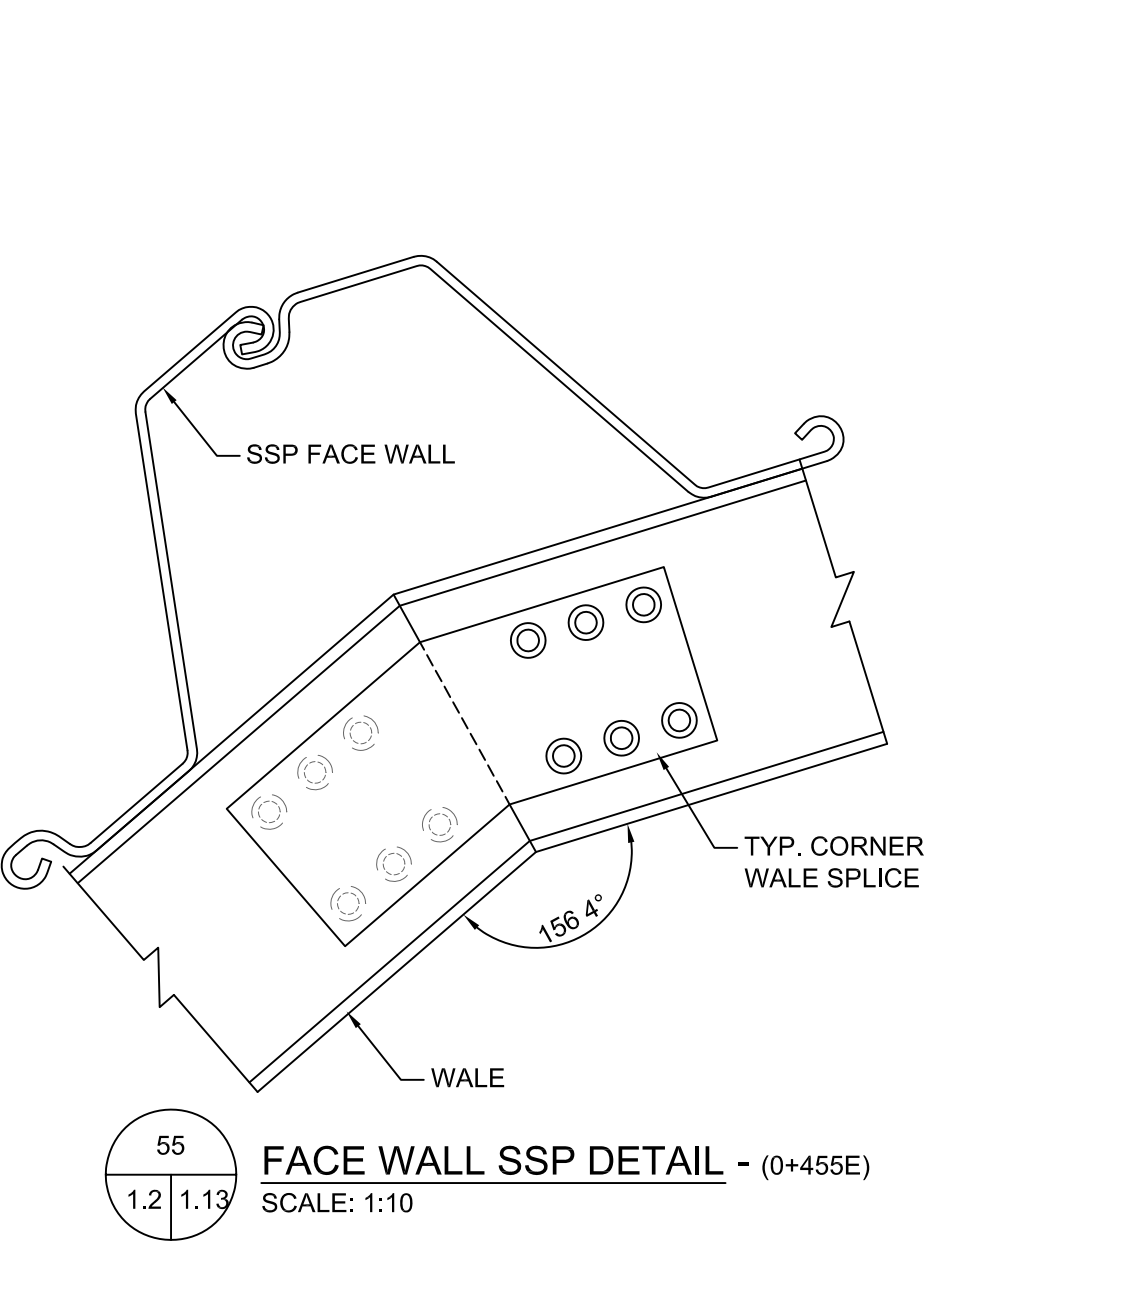 SSP FACE WALL
TYP. CORNER
WALE SPLICE
156 4°
WALE
55
1.2 1.13
FACE WALL SSP DETAIL - (0+455E)
SCALE: 1:10